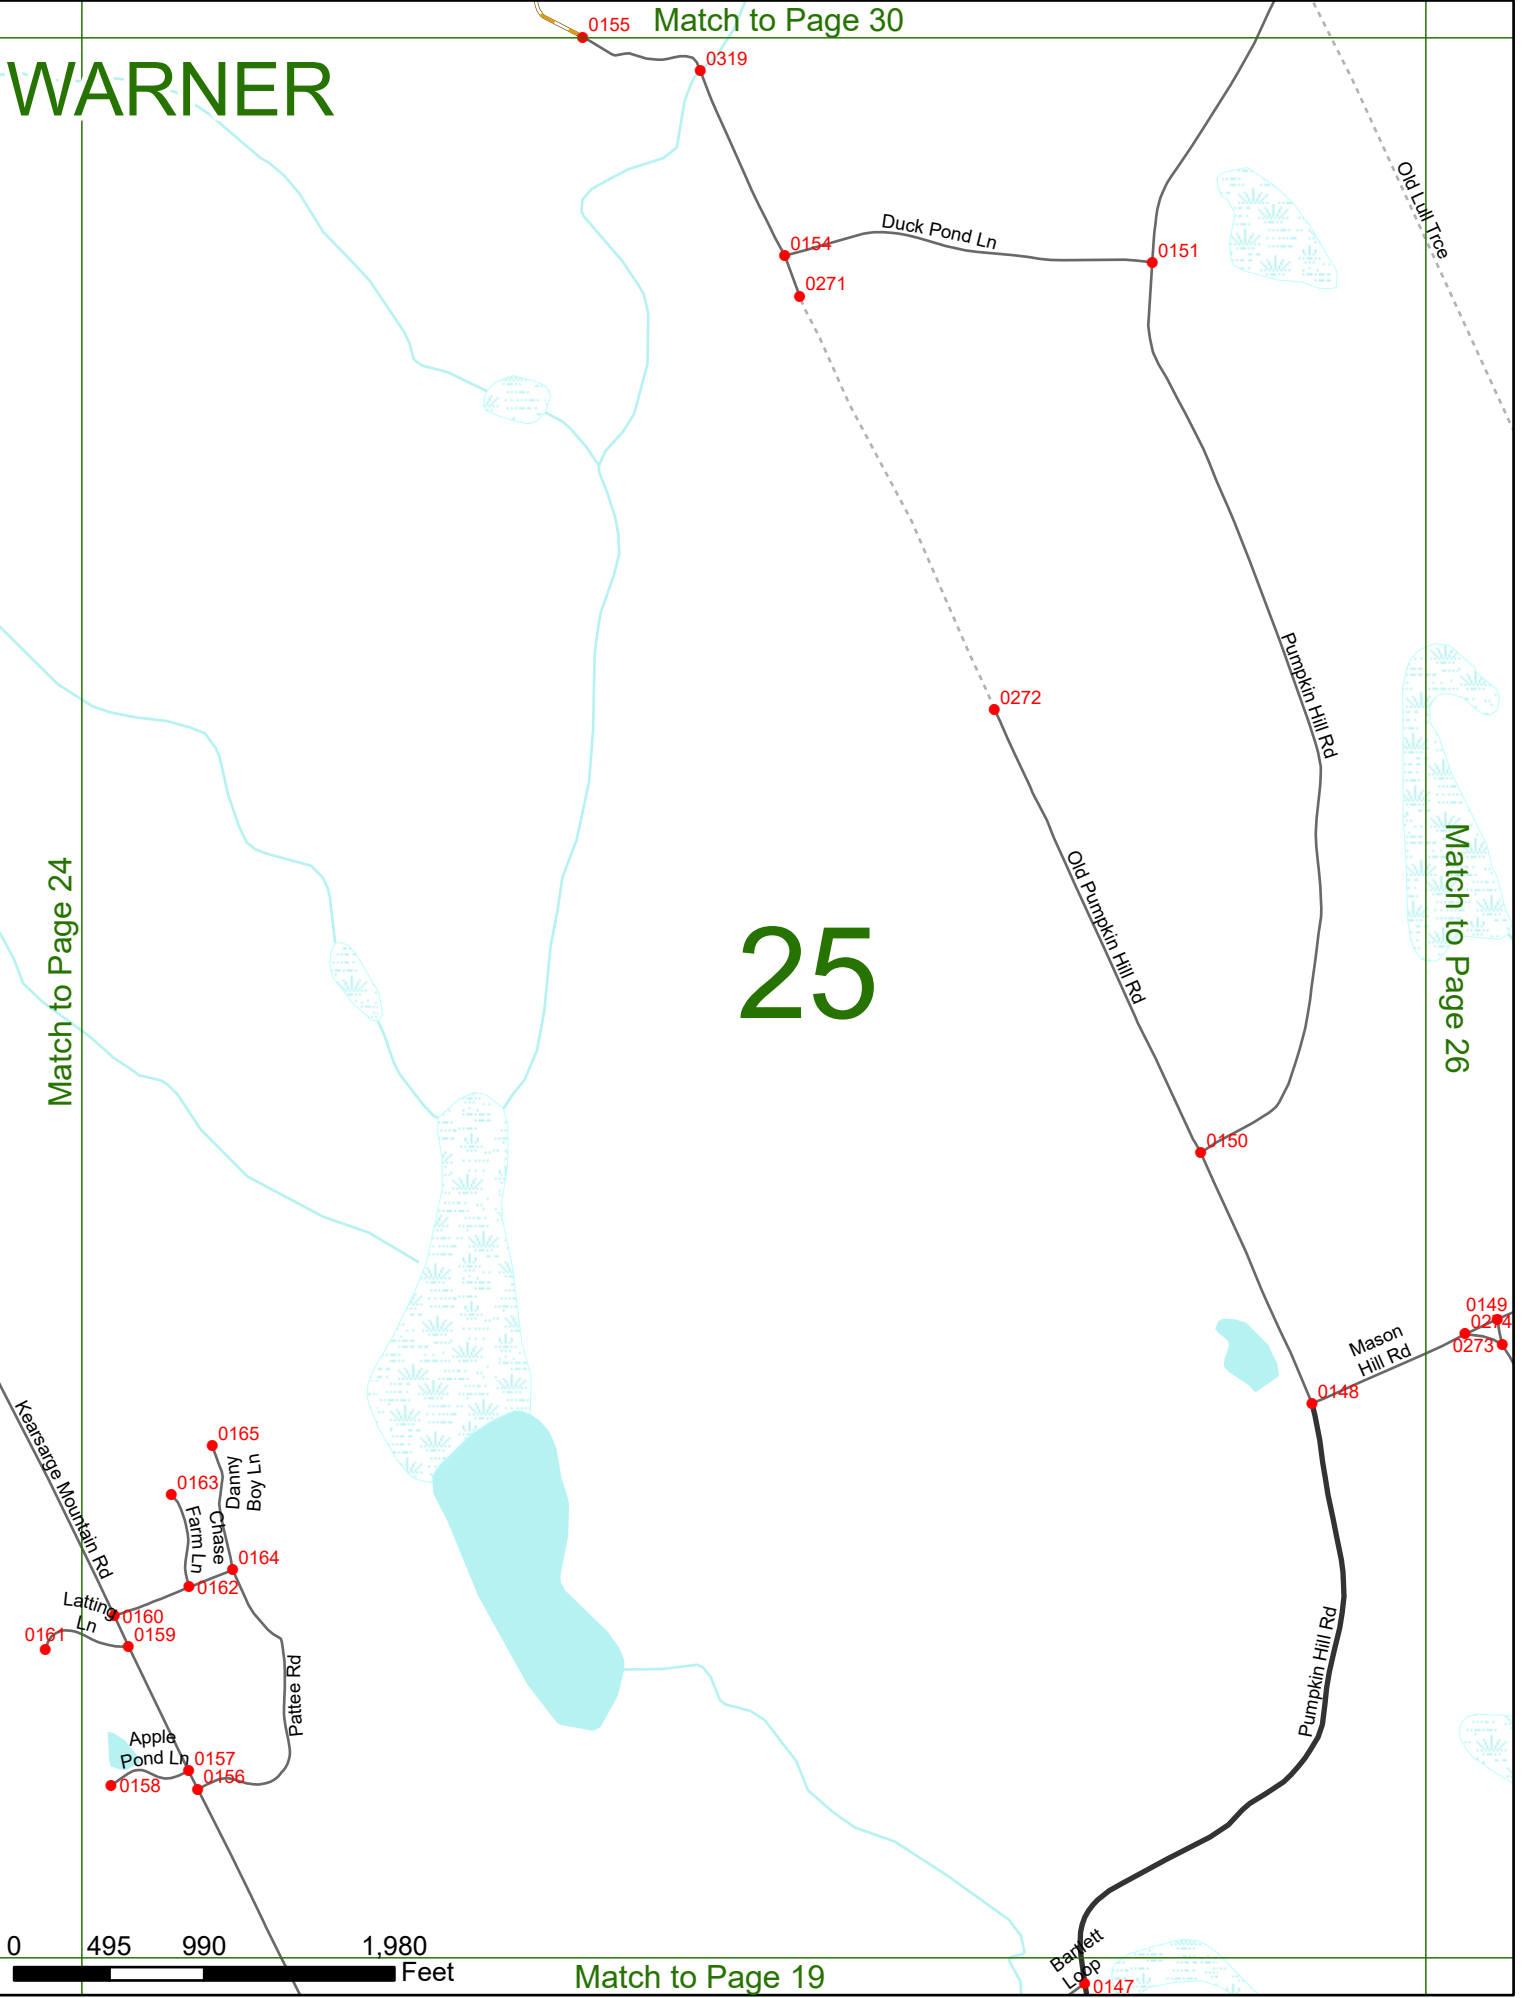 Match to Page 30
0155
0319
WARNER
Old Lull Trce
Duck Pond Ln
0154
0151
0271
Pumpkin Hill Rd
0272
Match to Page 24
Match to Page 26
Old Pumpkin Hill Rd
25
0150
0149
0274
0273
Mason
Hill Rd
0148
Kearsarge Mountain Rd
0165
Danny
Boy Ln
0163
Chase
Farm Ln
0164
0162
Latting
Ln
0160
0161
0159
Pattee Rd
Pumpkin Hill Rd
Apple
Pond Ln
0157
0158
0156
0
495
990
1,980
Feet
Bartlett
Loop
Match to Page 19
0147